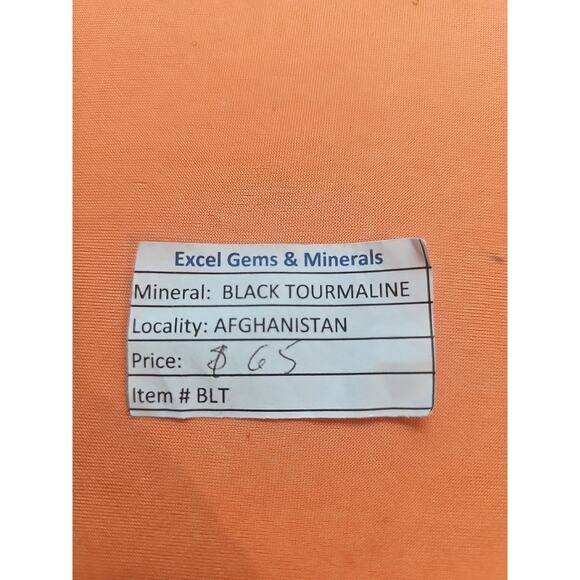 Excel Gems & Minerals
Mineral: BLACK TOURMALINE
Locality: AFGHANISTAN
Price: $ 65
Item # BLT